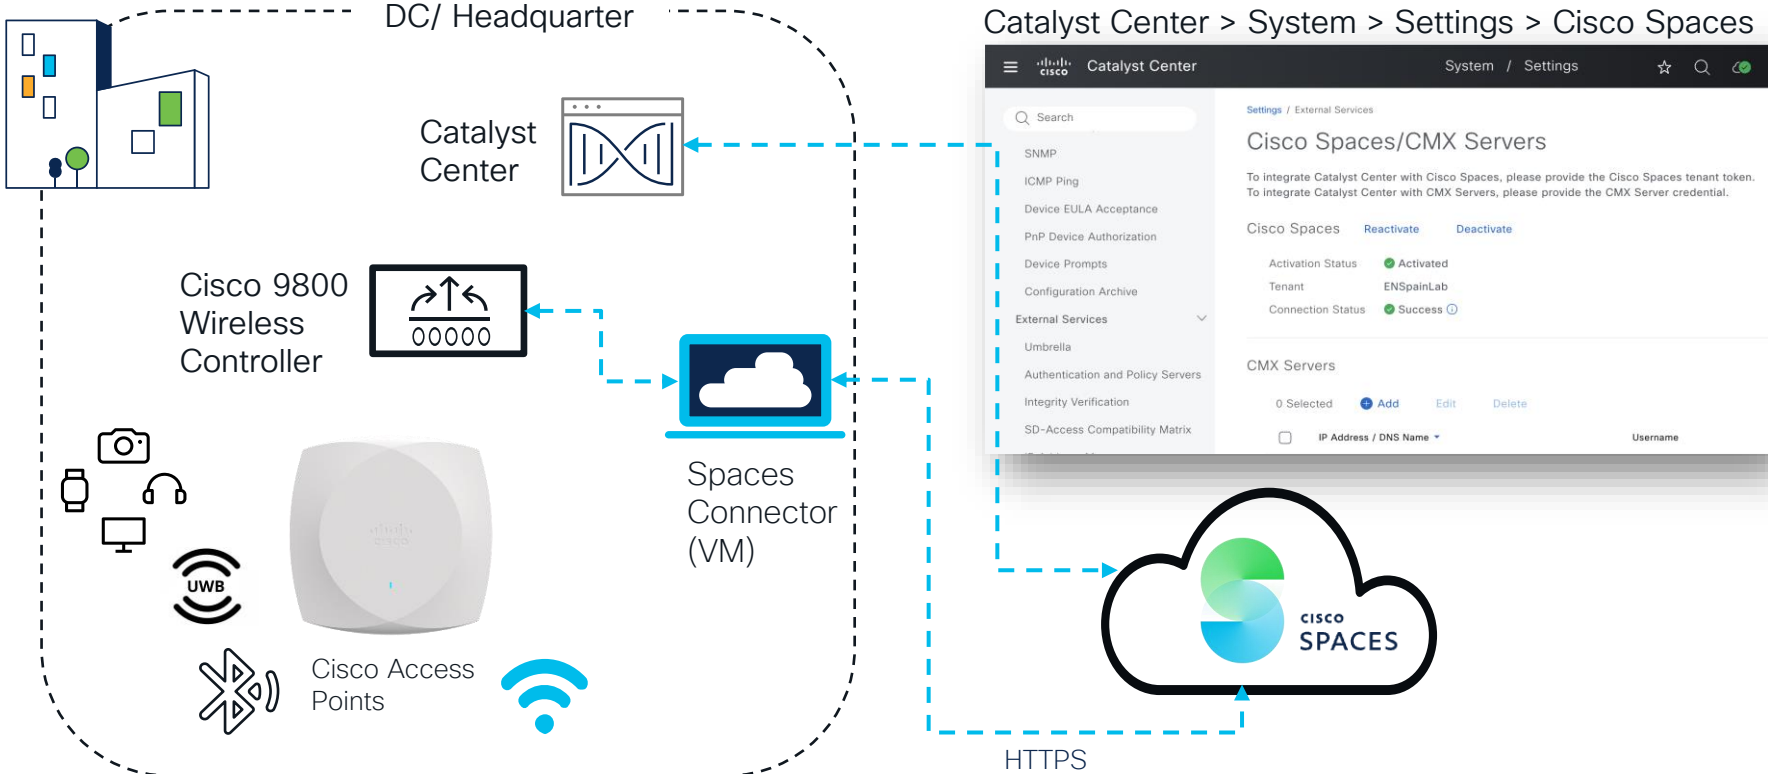 DC/ Headquarter
Catalyst Center > System > Settings > Cisco Spaces
Catalyst
Center
Cisco 9800
Wireless
Controller
Spaces
Connector
(VM)
UWB
Cisco Access
Points
HTTPS
CISCO
SPACES
CISCO
Catalyst Center
System / Settings
Search
SNMP
ICMP Ping
Device EULA Acceptance
PnP Device Authorization
Device Prompts
Configuration Archive
External Services
Umbrella
Authentication and Policy Servers
Integrity Verification
SD-Access Compatibility Matrix
Settings / External Services
Cisco Spaces/CMX Servers
To integrate Catalyst Center with Cisco Spaces, please provide the Cisco Spaces tenant token.
To integrate Catalyst Center with CMX Servers, please provide the CMX Server credential.
Cisco Spaces Reactivate Deactivate
Activation Status Activated
Tenant ENSpainLab
Connection Status Success
CMX Servers
0 Selected Add Edit Delete
IP Address / DNS Name Username